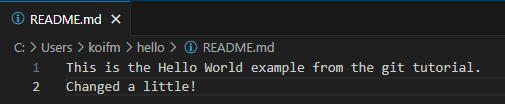 README.md
C: > Users > koifm > hello > README.md
1 This is the Hello World example from the git tutorial.
2 Changed a little!